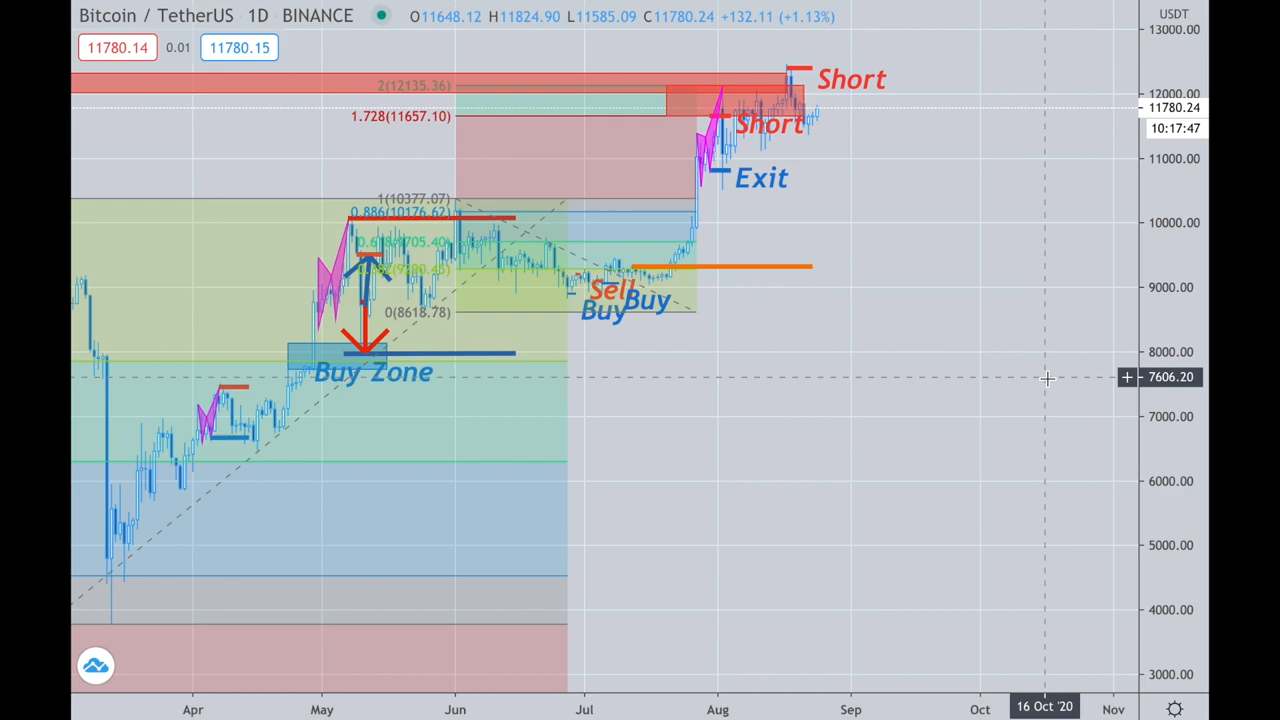 Bitcoin / TetherUS 1D BINANCE O11648.12 H11824.90 L11585.09 C11780.24 +132.11 (+1.13%)
USDT
11780.14 0.01 11780.15
13000.00
Short
2(12135.36)
12000.00
11780.24
1.728(11657.10)
Short
10:17:47
11000.00
Exit
1(10377.07)
0.886(10176.62)
10000.00
9000.00
Sell
Buy
Buy
0(8618.78)
8000.00
Buy Zone
7606.20
7000.00
6000.00
5000.00
4000.00
3000.00
Apr May Jun Jul Aug Sep Oct 16 Oct '20 Nov